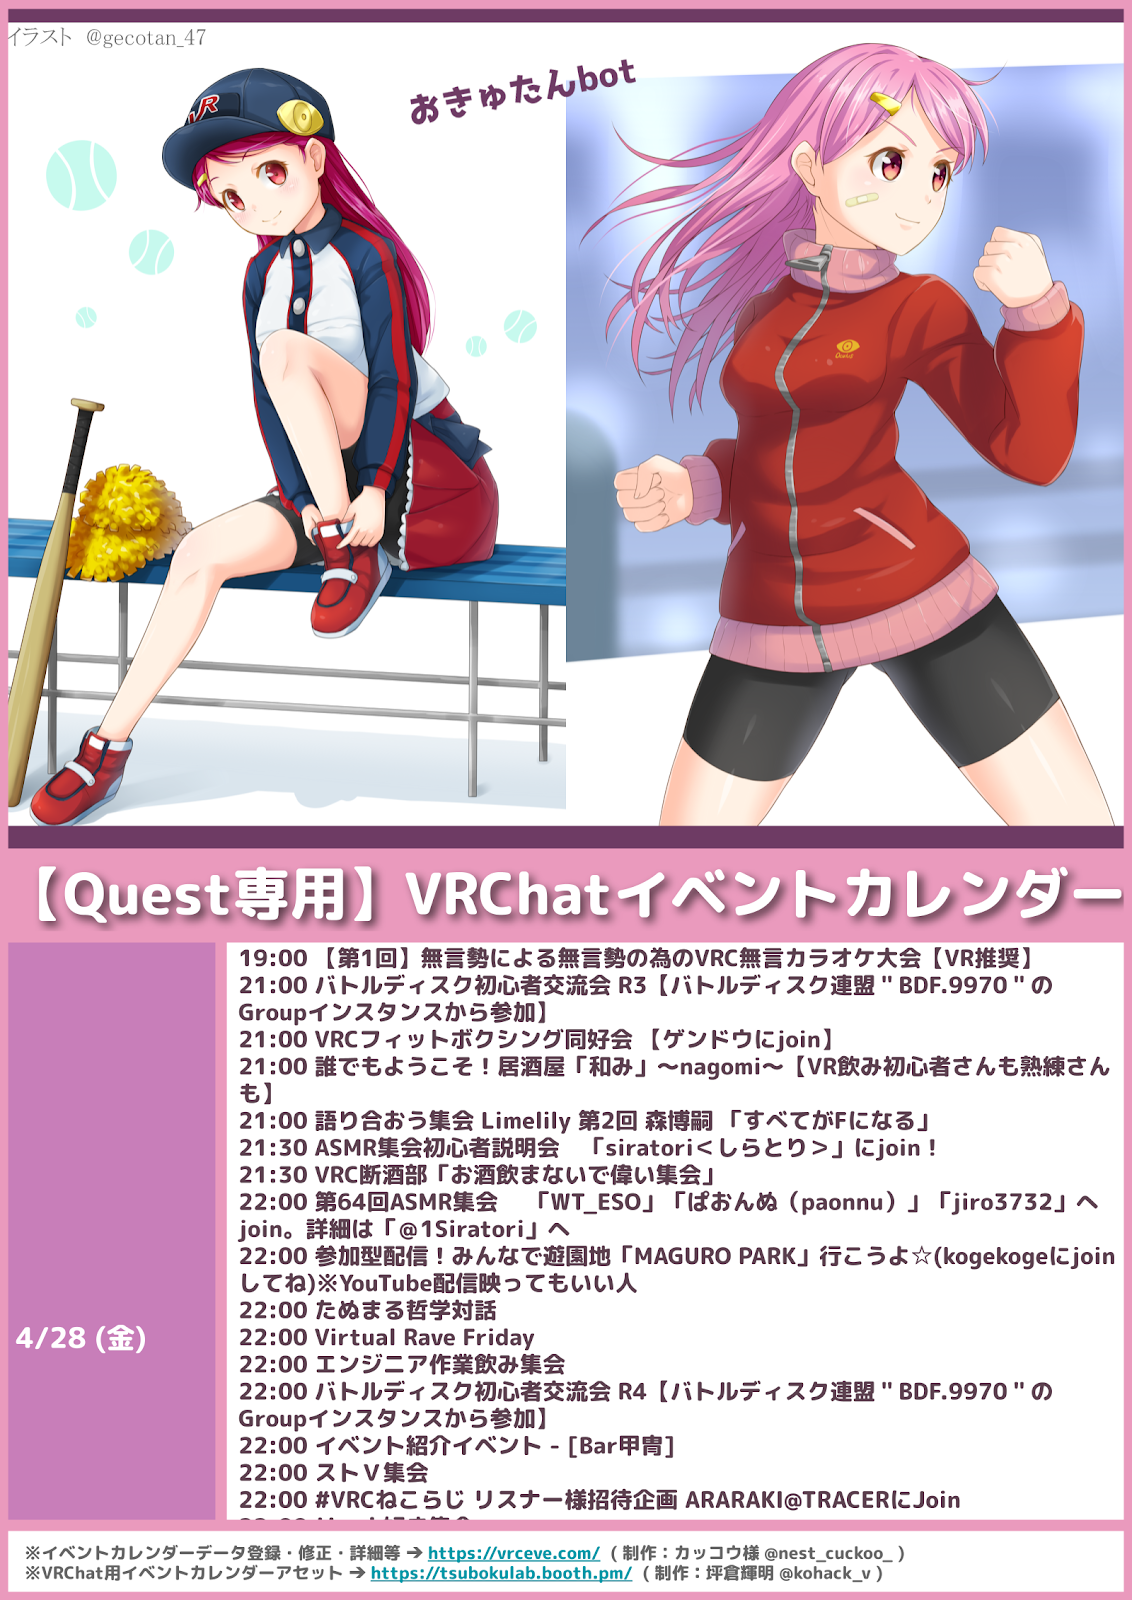 イラスト @gecotan_47
おきゅたんbot
VR
Quest
【Quest専用】VRChatイベントカレンダー
4/28 (金)
19:00 【第1回】無言勢による無言勢の為のVRC無言カラオケ大会【VR推奨】
21:00 バトルディスク初心者交流会 R3【バトルディスク連盟 " BDF.9970 " の
Groupインスタンスから参加】
21:00 VRCフィットボクシング同好会 【ゲンドウにjoin】
21:00 誰でもようこそ！居酒屋「和み」～nagomi～【VR飲み初心者さんも熟練さん
も】
21:00 語り合おう集会 Limelily 第2回 森博嗣 「すべてがFになる」
21:30 ASMR集会初心者説明会　「siratori＜しらとり＞」にjoin！
21:30 VRC断酒部「お酒飲まないで偉い集会」
22:00 第64回ASMR集会　「WT_ESO」「ぱおんぬ（paonnu）」「jiro3732」へ
join。詳細は「@1Siratori」へ
22:00 参加型配信！みんなで遊園地「MAGURO PARK」行こうよ☆(kogekogeにjoin
してね)※YouTube配信映ってもいい人
22:00 たぬまる哲学対話
22:00 Virtual Rave Friday
22:00 エンジニア作業飲み集会
22:00 バトルディスク初心者交流会 R4【バトルディスク連盟 " BDF.9970 " の
Groupインスタンスから参加】
22:00 イベント紹介イベント - [Bar甲冑]
22:00 ストＶ集会
22:00 #VRCねこらじ リスナー様招待企画 ARARAKI@TRACERにJoin
※イベントカレンダーデータ登録・修正・詳細等 ➔ https://vrceve.com/ （ 制作：カッコウ様 @nest_cuckoo_ ）
※VRChat用イベントカレンダーアセット ➔ https://tsubokulab.booth.pm/ （ 制作：坪倉輝明 @kohack_v ）